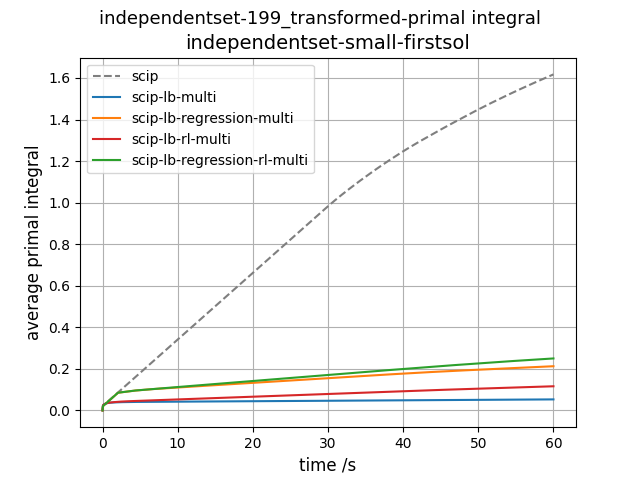 independentset-199_transformed-primal integral
independentset-small-firstsol
scip
scip-lb-multi
scip-lb-regression-multi
scip-lb-rl-multi
scip-lb-regression-rl-multi
average primal integral
1.6
1.4
1.2
1.0
0.8
0.6
0.4
0.2
0.0
0 10 20 30 40 50 60
time /s